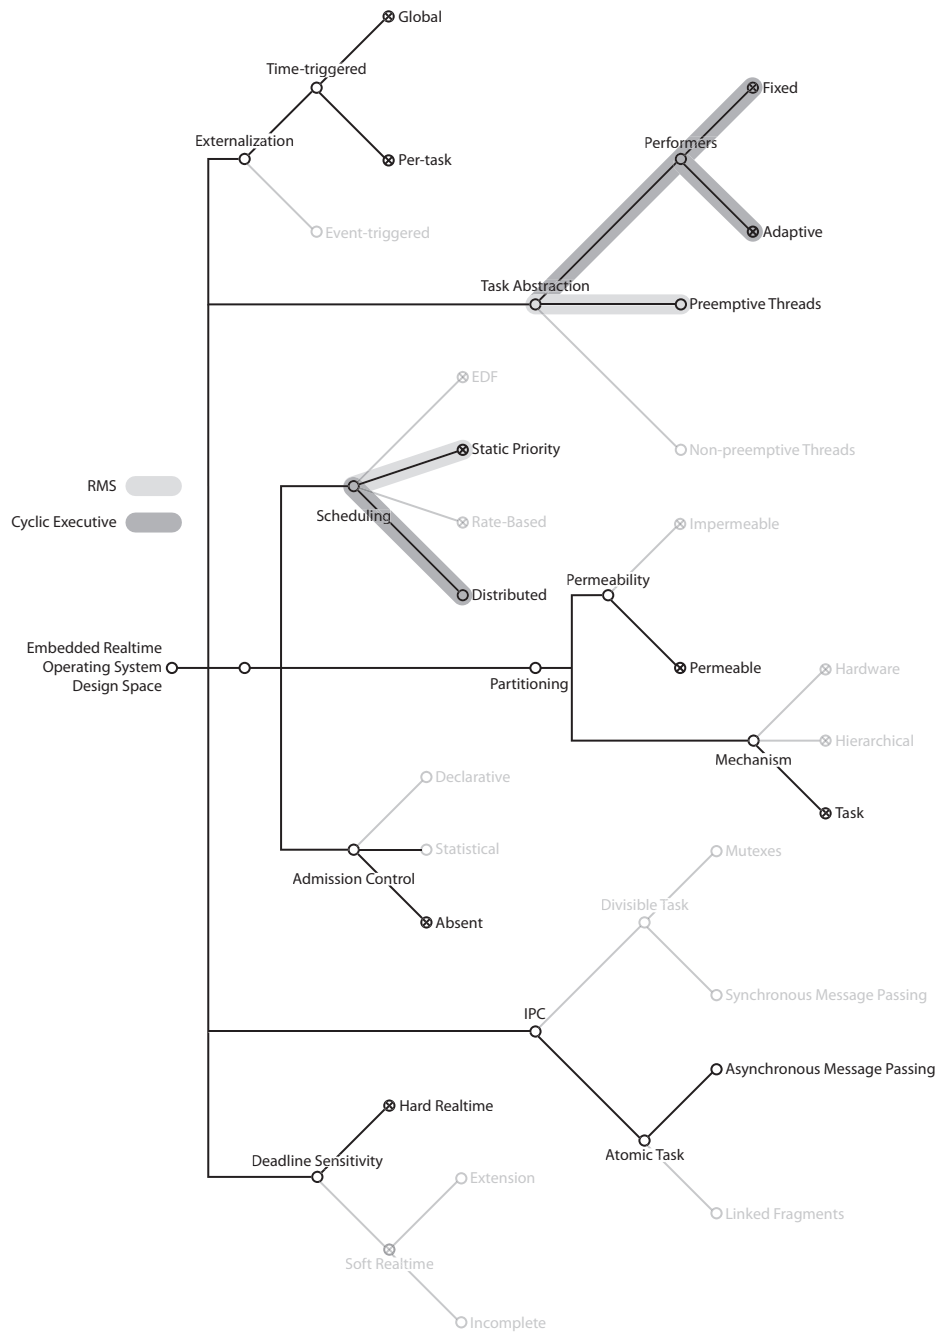 Global
Time-triggered
Fixed
Externalization
Performers
Per-task
Event-triggered
Adaptive
Task Abstraction
Preemptive Threads
EDF
Static Priority
Non-preemptive Threads
RMS
Cyclic Executive
Scheduling
Rate-Based
Impermeable
Permeability
Distributed
Embedded Realtime
Operating System
Design Space
Partitioning
Permeable
Hardware
Hierarchical
Mechanism
Declarative
Task
Statistical
Mutexes
Admission Control
Divisible Task
Absent
Synchronous Message Passing
IPC
Asynchronous Message Passing
Hard Realtime
Deadline Sensitivity
Atomic Task
Extension
Linked Fragments
Soft Realtime
Incomplete